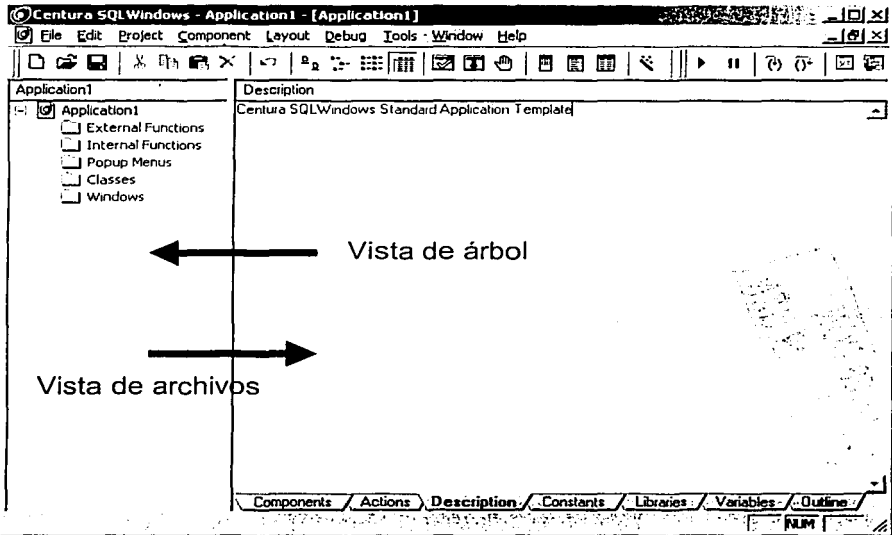 Centura SQLWindows - Application1 - [Application1]
File Edit Project Component Layout Debug Tools Window Help
Application1
Description
Application1
Centura SQLWindows Standard Application Template
External Functions
Internal Functions
Popup Menus
Classes
Windows
Vista de árbol
Vista de archivos
Components Actions Description Constants Libraries Variables Outline
NUM